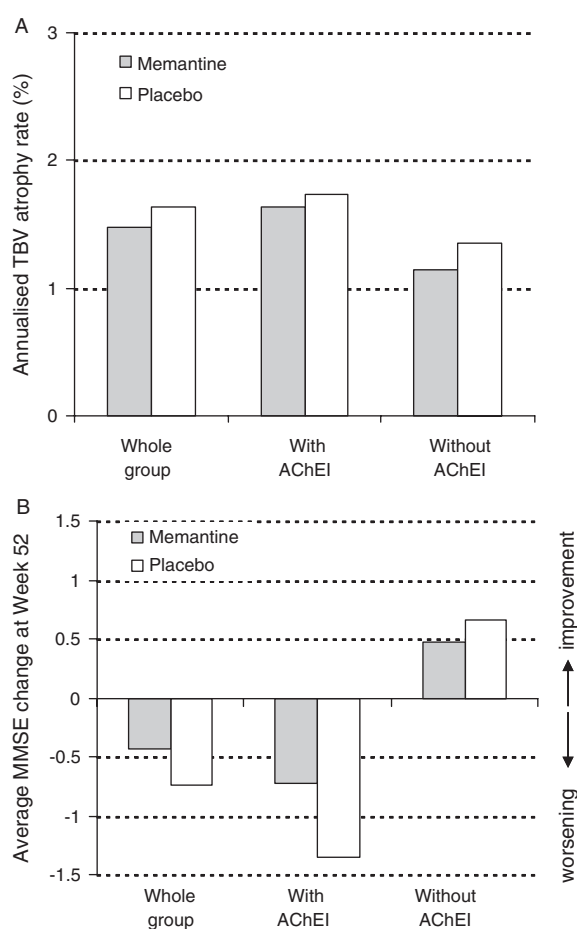 A
Annualised TBV atrophy rate (%)
3
2
1
0
Memantine
Placebo
Whole
group
With
AChEI
Without
AChEI
B
Average MMSE change at Week 52
1.5
1
0.5
0
-0.5
-1
-1.5
Memantine
Placebo
improvement
worsening
Whole
group
With
AChEI
Without
AChEI